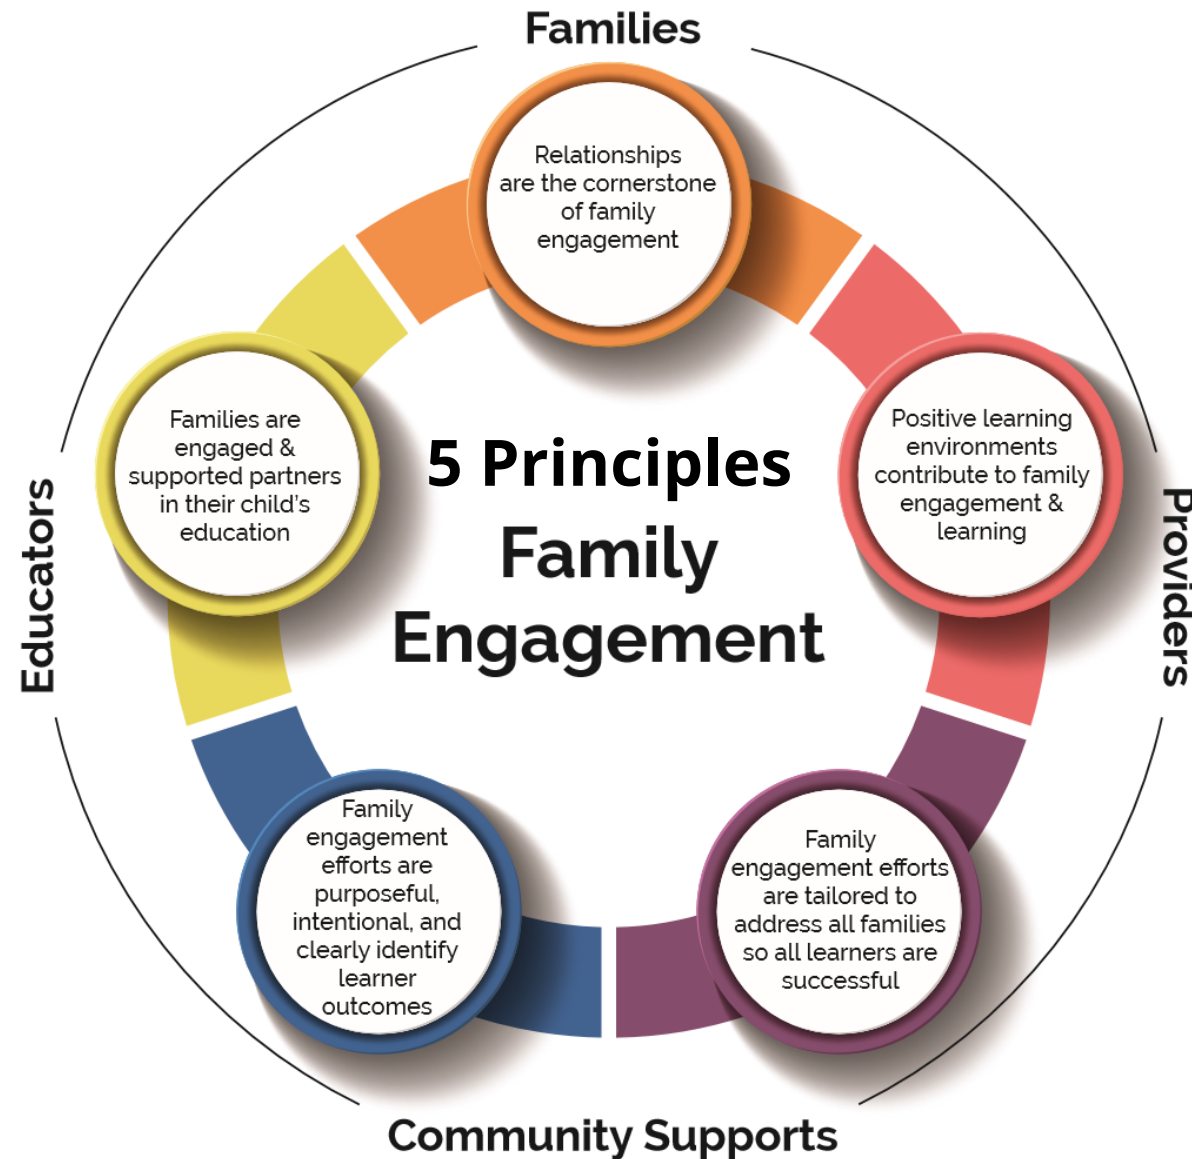 Families
Relationships
are the cornerstone
of family
engagement
Positive learning
environments
contribute to family
engagement &
learning
Providers
Family
engagement efforts
are tailored to
address all families
so all learners are
successful
Community Supports
Family
engagement
efforts are
purposeful,
intentional, and
clearly identify
learner
outcomes
Educators
Families are
engaged &
supported partners
in their child's
education
5 Principles
Family
Engagement